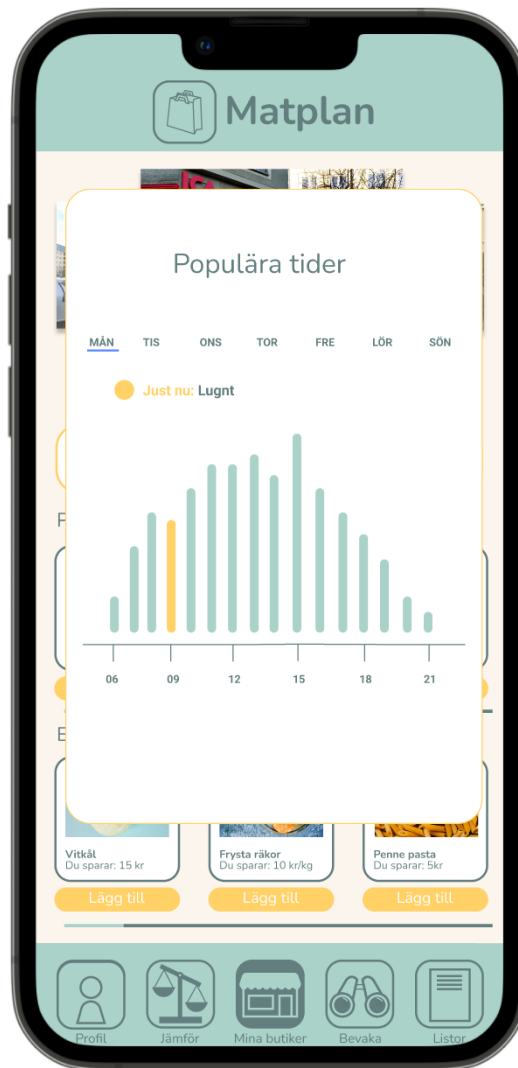 Matplan
ICA
Populära tider
MÅN TIS ONS TOR FRE LÖR SÖN
Just nu: Lugnt
06 09 12 15 18 21
Vitkål Frysta räkor Penne pasta
Du sparar: 15 kr Du sparar: 10 kr/kg Du sparar: 5kr
Lägg till Lägg till Lägg till
Profil Jämför Mina butiker Bevaka Listor